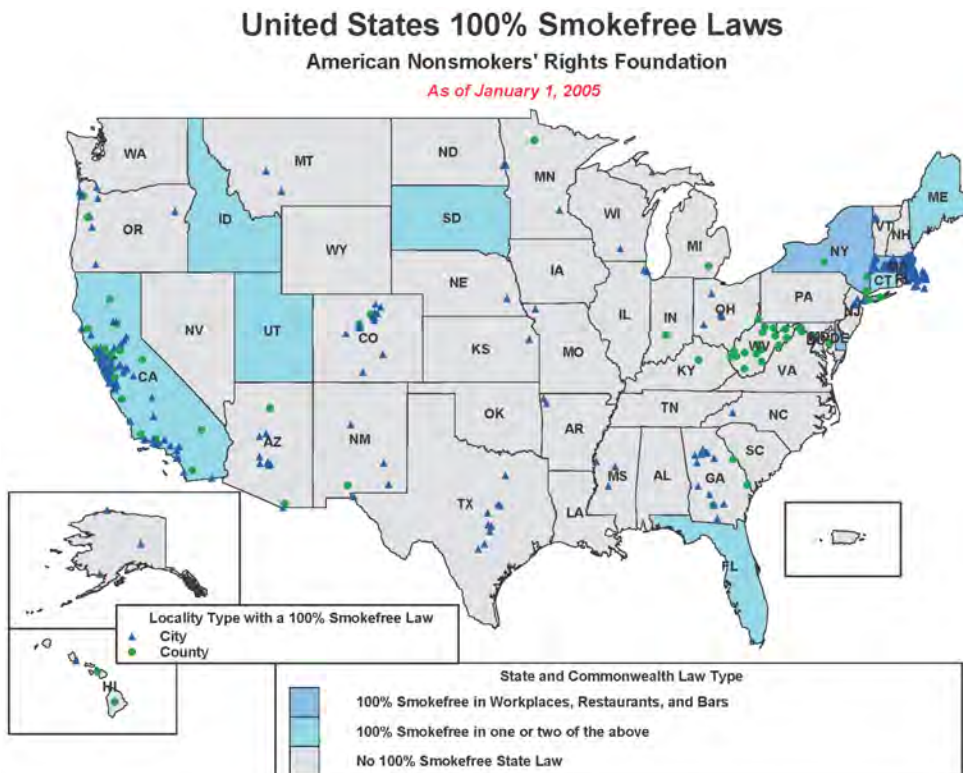 United States 100% Smokefree Laws
American Nonsmokers' Rights Foundation
As of January 1, 2005
WA
MT
ND
MN
ME
VT
NH
OR
ID
SD
WI
MI
NY
WY
IA
NE
CT
PA
NV
UT
CO
IL
IN
OH
NJ
CA
KS
MO
KY
WV
DE
VA
AZ
NM
OK
AR
TN
NC
SC
MS
AL
GA
TX
LA
FL
HI
Locality Type with a 100% Smokefree Law
City
County
State and Commonwealth Law Type
100% Smokefree in Workplaces, Restaurants, and Bars
100% Smokefree in one or two of the above
No 100% Smokefree State Law